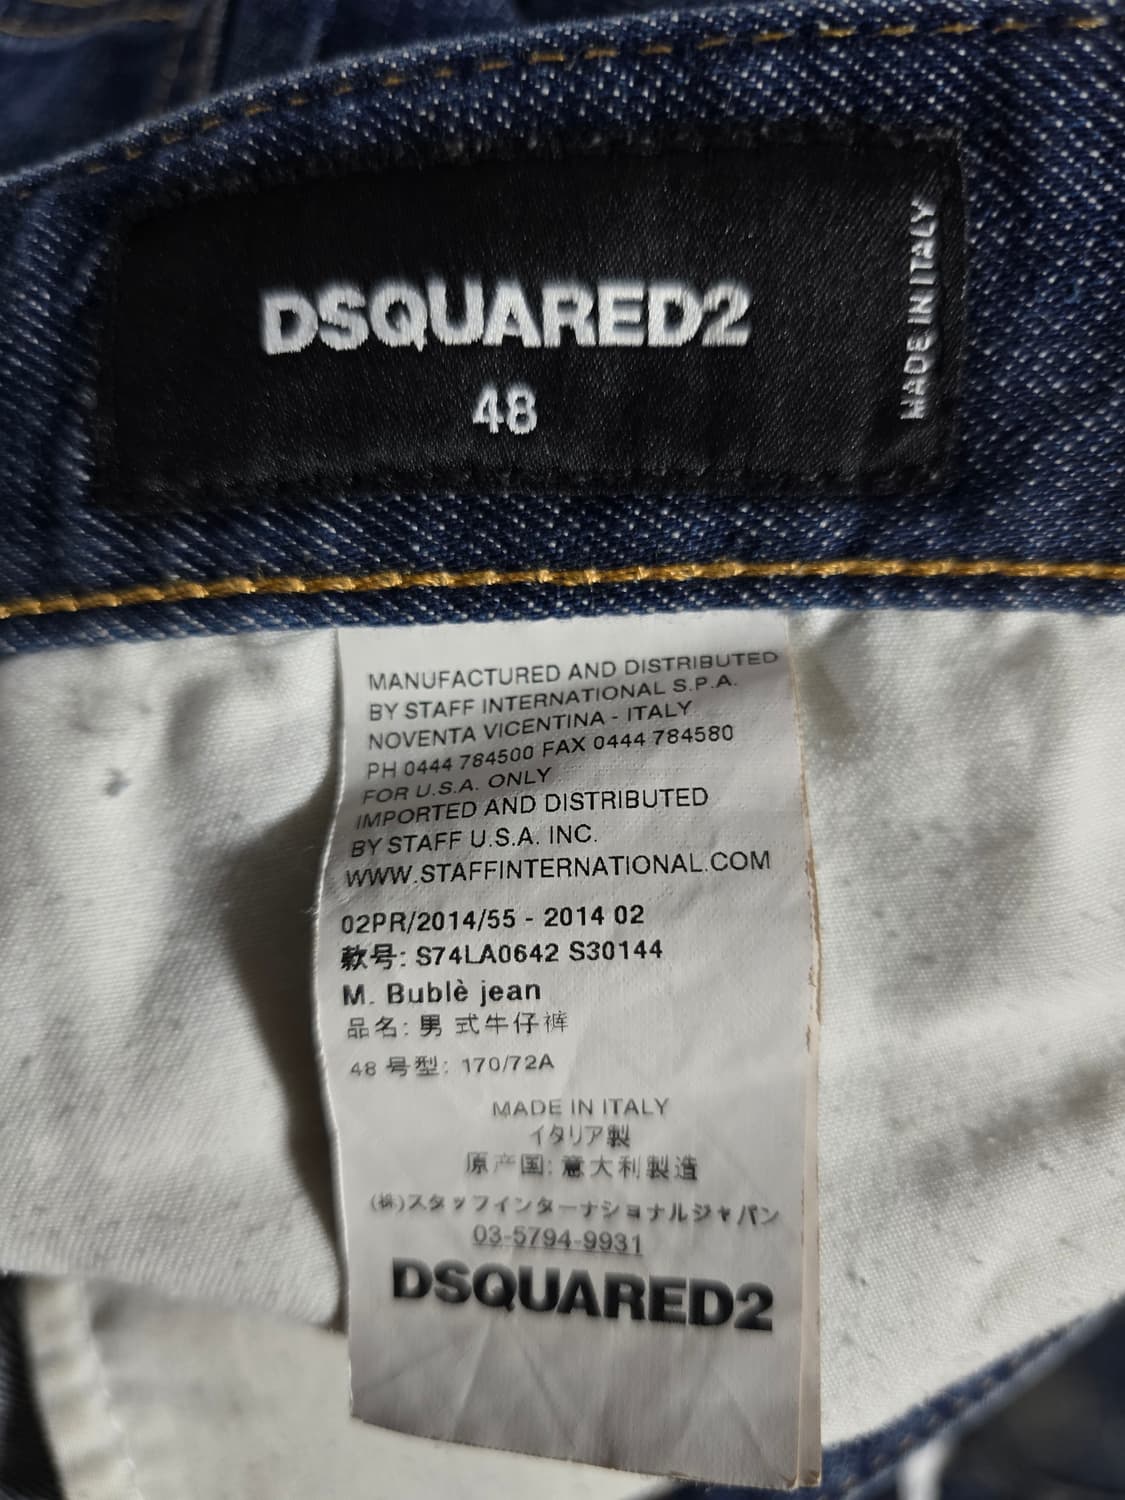 DSQUARED2
48
MADE IN ITALY
MANUFACTURED AND DISTRIBUTED
BY STAFF INTERNATIONAL S.P.A.
NOVENTA VICENTINA - ITALY
PH 0444 784500 FAX 0444 784580
FOR U.S.A. ONLY
IMPORTED AND DISTRIBUTED
BY STAFF U.S.A. INC.
WWW.STAFFINTERNATIONAL.COM
02PR/2014/55 - 2014 02
款号: S74LA0642 S30144
M. Bublè jean
品名: 男式牛仔裤
48 号型: 170/72A
MADE IN ITALY
イタリア製
原产国: 意大利製造
(株)スタッフインターナショナルジャパン
03-5794-9931
DSQUARED2